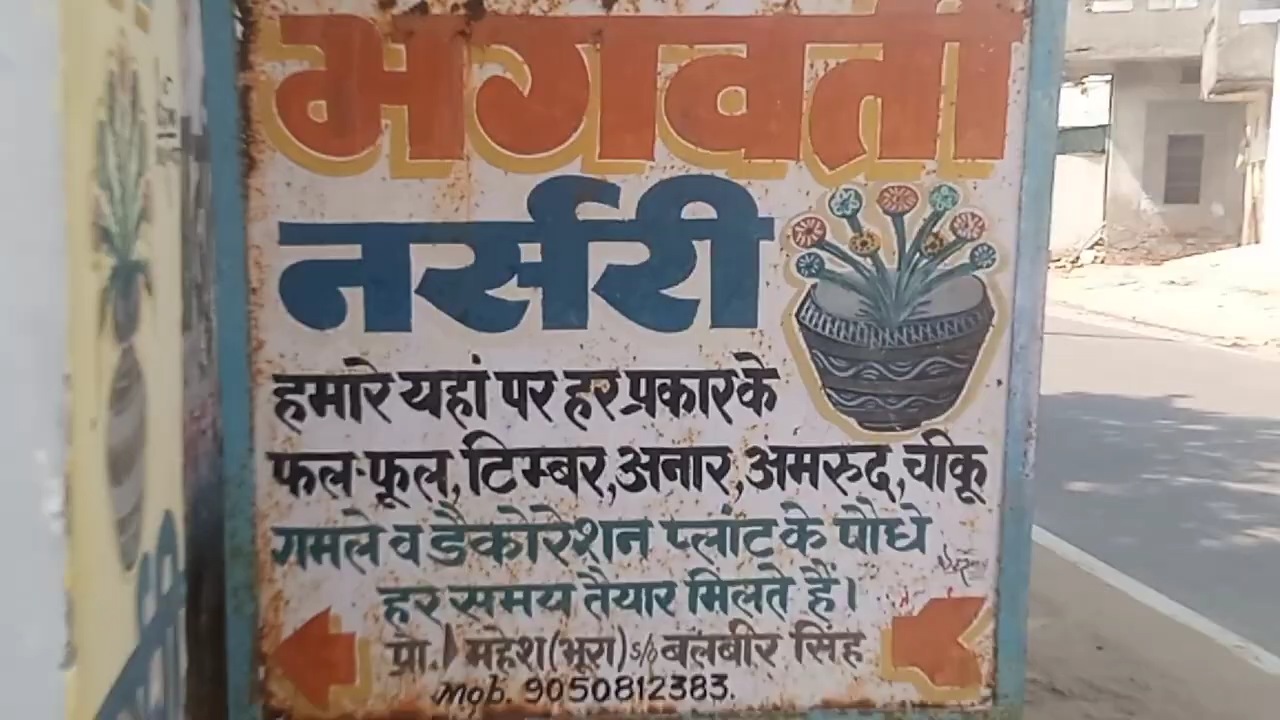 भगवती
नर्सरी
हमारे यहां पर हर प्रकार के
फल-फूल, टिम्बर, अनार, अमरुद, चीकू
गमले व डैकोरेशन प्लांट के पौधे
हर समय तैयार मिलते हैं।
प्रो. महेश (भूरा) s/o बलबीर सिंह
Mob. 9050812383.